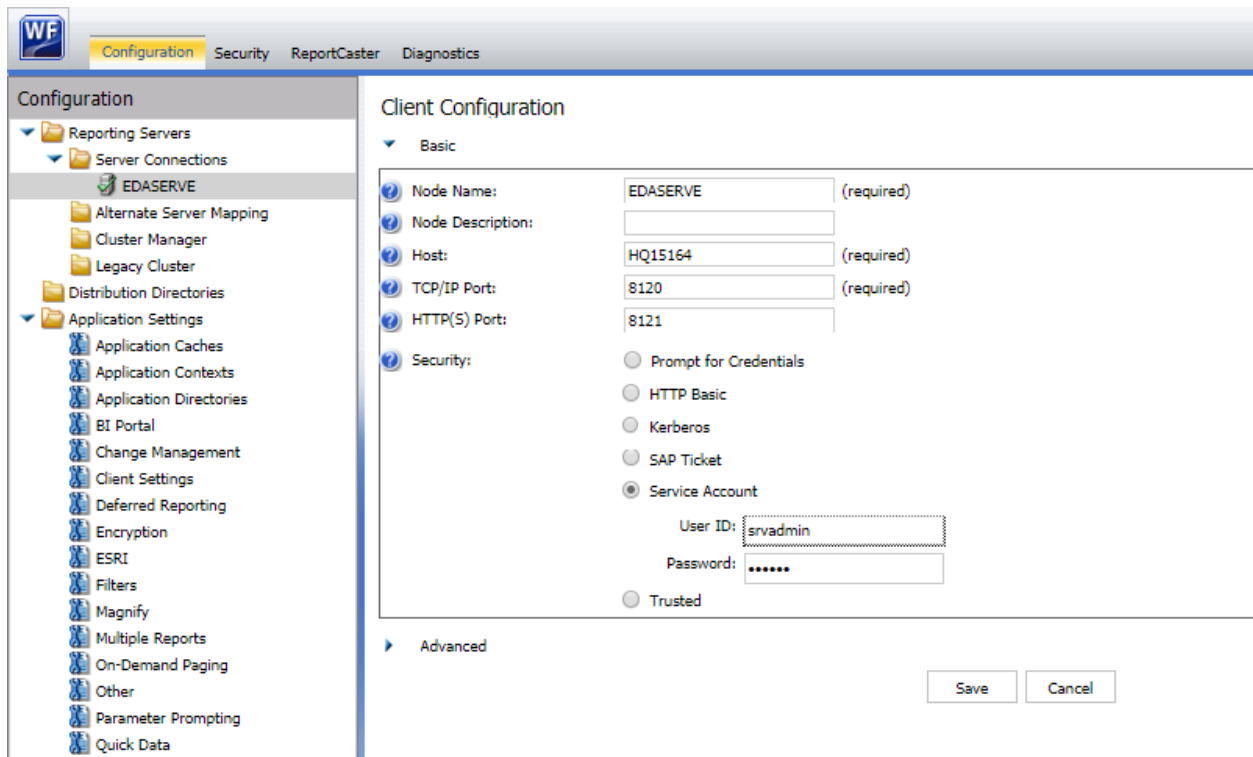 WF
Configuration Security ReportCaster Diagnostics
Configuration
Reporting Servers
Server Connections
EDASERVE
Alternate Server Mapping
Cluster Manager
Legacy Cluster
Distribution Directories
Application Settings
Application Caches
Application Contexts
Application Directories
BI Portal
Change Management
Client Settings
Deferred Reporting
Encryption
ESRI
Filters
Magnify
Multiple Reports
On-Demand Paging
Other
Parameter Prompting
Quick Data
Client Configuration
Basic
? Node Name: EDASERVE (required)
? Node Description:
? Host: HQ15164 (required)
? TCP/IP Port: 8120 (required)
? HTTP(S) Port: 8121
? Security: Prompt for Credentials
HTTP Basic
Kerberos
SAP Ticket
Service Account
User ID: srvadmin
Password: ••••••
Trusted
Advanced
Save Cancel